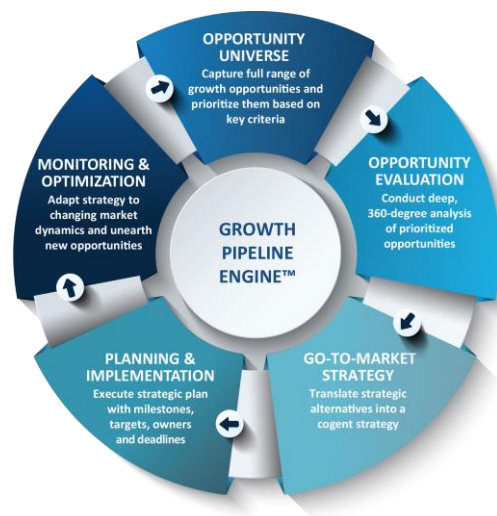 OPPORTUNITY
UNIVERSE
Capture full range of
growth opportunities and
prioritize them based on
key criteria
OPPORTUNITY
EVALUATION
Conduct deep,
360-degree analysis
of prioritized
opportunities
GO-TO-MARKET
STRATEGY
Translate strategic
alternatives into a
cogent strategy
PLANNING &
IMPLEMENTATION
Execute strategic plan
with milestones,
targets, owners
and deadlines
MONITORING &
OPTIMIZATION
Adapt strategy to
changing market
dynamics and unearth
new opportunities
GROWTH
PIPELINE
ENGINE™